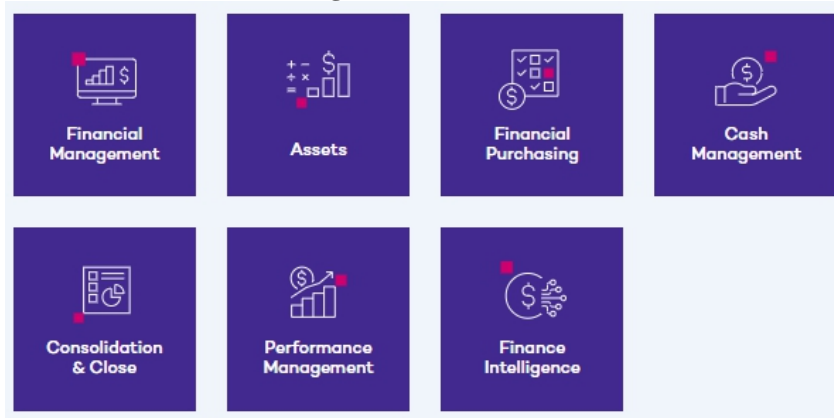 Financial
Management
Assets
Financial
Purchasing
Cash
Management
Consolidation
& Close
Performance
Management
Finance
Intelligence